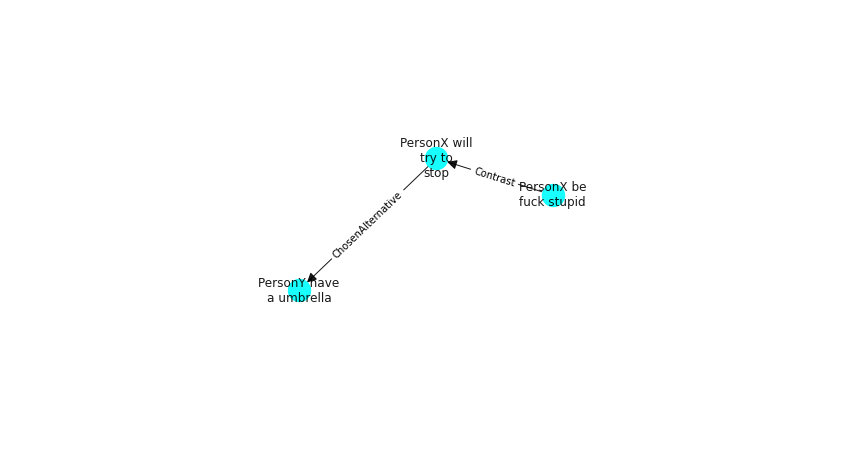 PersonX will
try to
stop
Contrast
PersonX be
fuck stupid
ChosenAlternative
PersonY have
a umbrella